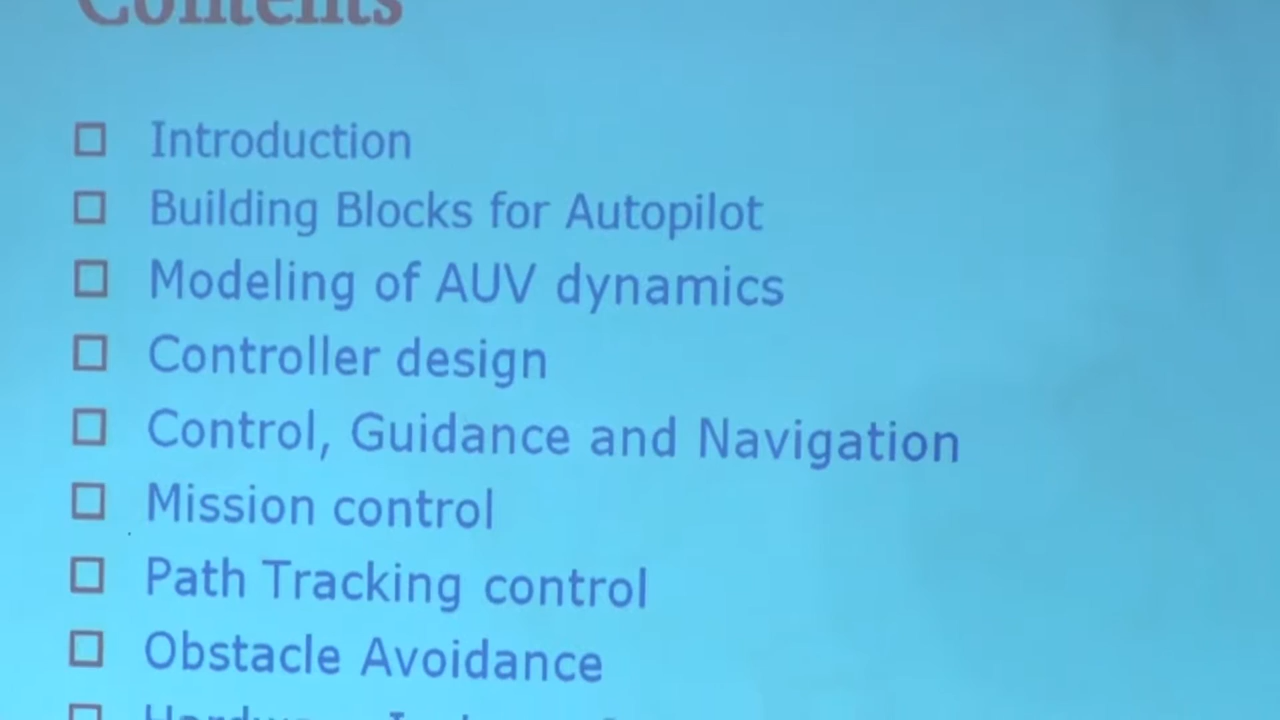 Contents
Introduction
Building Blocks for Autopilot
Modeling of AUV dynamics
Controller design
Control, Guidance and Navigation
Mission control
Path Tracking control
Obstacle Avoidance